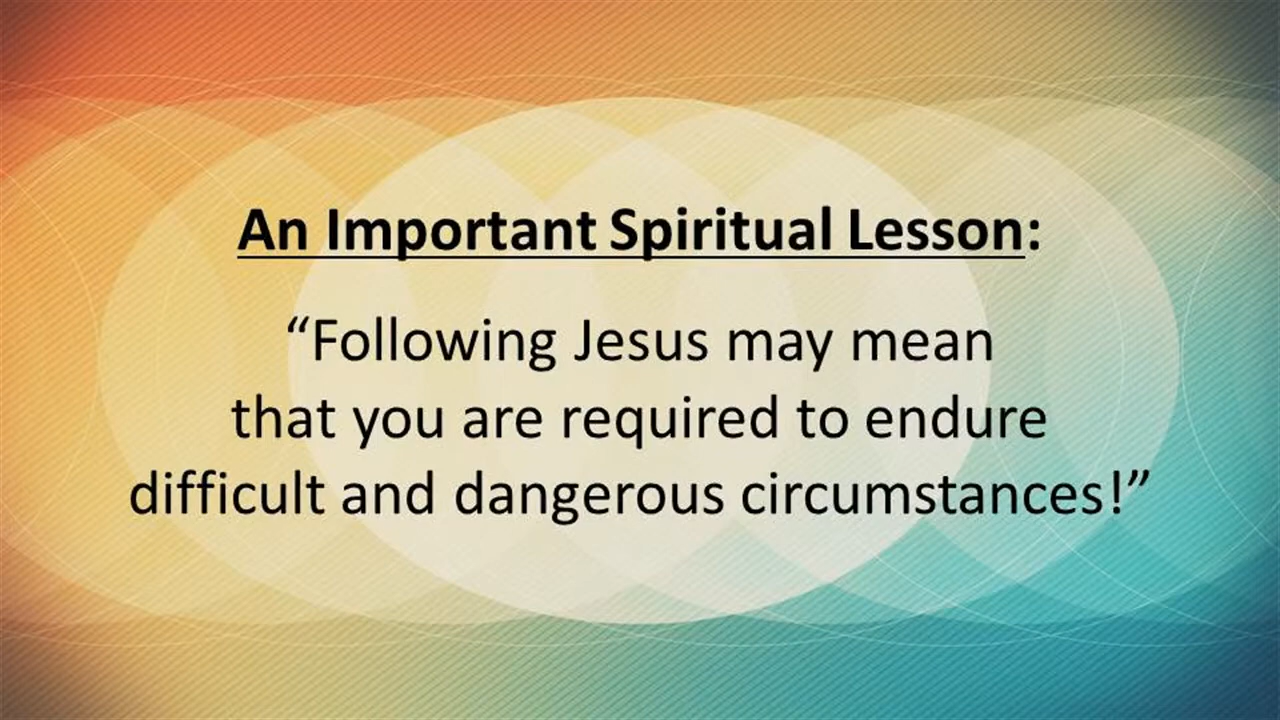 An Important Spiritual Lesson:
“Following Jesus may mean
that you are required to endure
difficult and dangerous circumstances!”